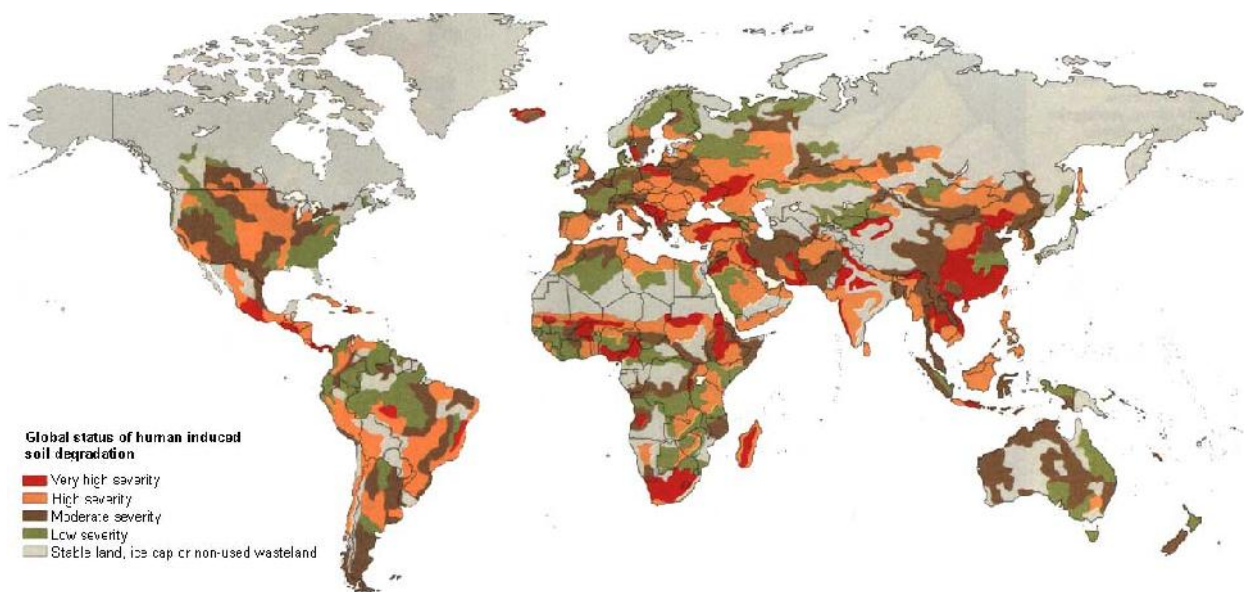 Global status of human induced
soil degradation
Very high severity
High severity
Moderate severity
Low severity
Stable land, ice cap or non-used wasteland